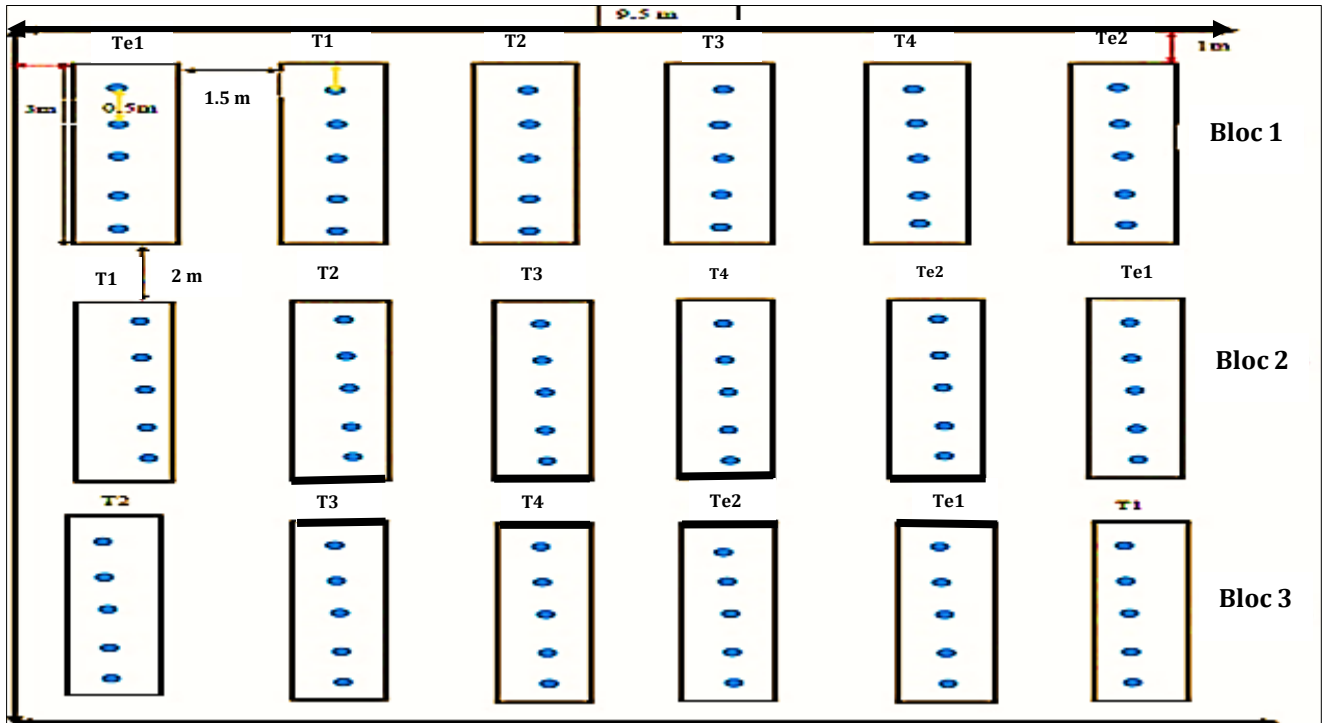 9.5 m
Te1 T1 T2 T3 T4 Te2
1m
3m 0.5m 1.5 m
Bloc 1
T1 2 m T2 T3 T4 Te2 Te1
Bloc 2
T2 T3 T4 Te2 Te1 T1
Bloc 3